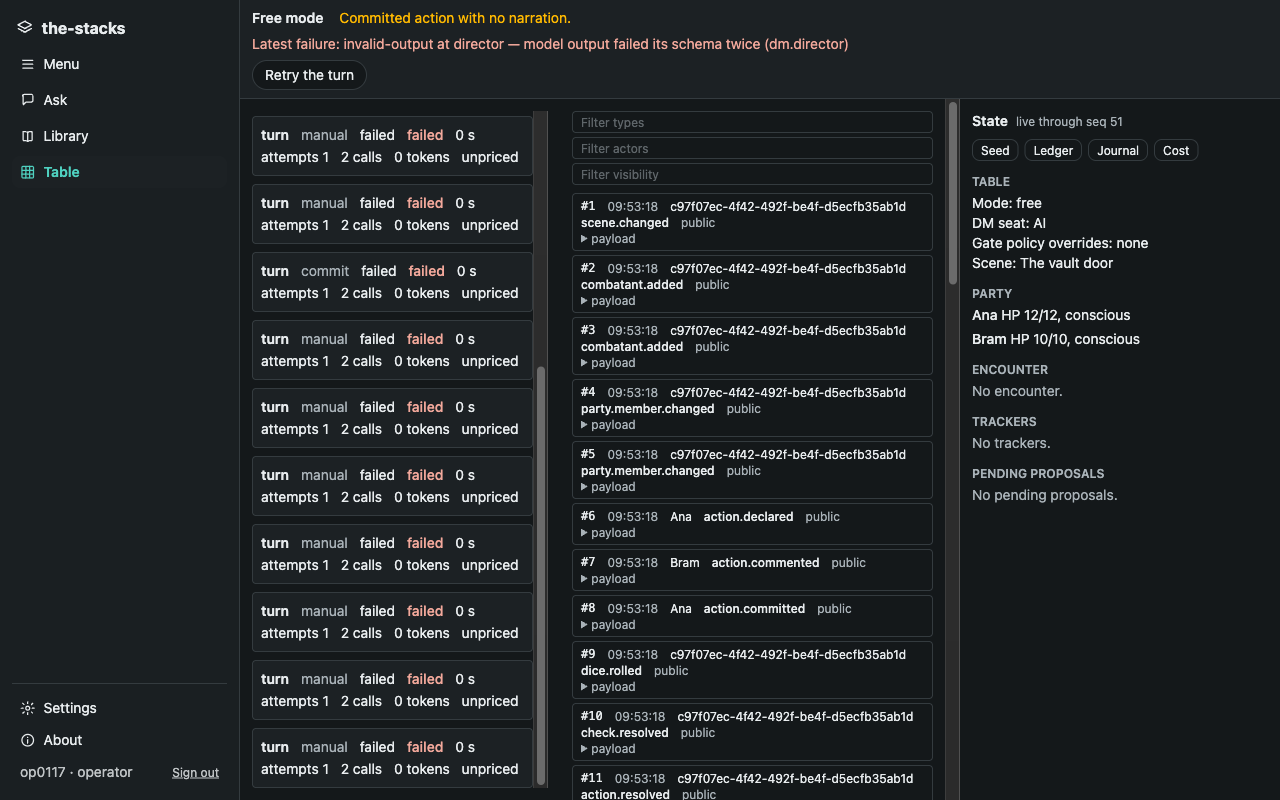 the-stacks
Menu
Ask
Library
Table
Settings
About
op0117 · operator Sign out
Free mode Committed action with no narration.
Latest failure: invalid-output at director — model output failed its schema twice (dm.director)
Retry the turn
turn manual failed failed 0 s
attempts 1 2 calls 0 tokens unpriced
turn manual failed failed 0 s
attempts 1 2 calls 0 tokens unpriced
turn commit failed failed 0 s
attempts 1 2 calls 0 tokens unpriced
turn manual failed failed 0 s
attempts 1 2 calls 0 tokens unpriced
turn manual failed failed 0 s
attempts 1 2 calls 0 tokens unpriced
turn manual failed failed 0 s
attempts 1 2 calls 0 tokens unpriced
turn manual failed failed 0 s
attempts 1 2 calls 0 tokens unpriced
turn manual failed failed 0 s
attempts 1 2 calls 0 tokens unpriced
turn manual failed failed 0 s
attempts 1 2 calls 0 tokens unpriced
turn manual failed failed 0 s
attempts 1 2 calls 0 tokens unpriced
Filter types
Filter actors
Filter visibility
#1 09:53:18 c97f07ec-4f42-492f-be4f-d5ecfb35ab1d
scene.changed public
payload
#2 09:53:18 c97f07ec-4f42-492f-be4f-d5ecfb35ab1d
combatant.added public
payload
#3 09:53:18 c97f07ec-4f42-492f-be4f-d5ecfb35ab1d
combatant.added public
payload
#4 09:53:18 c97f07ec-4f42-492f-be4f-d5ecfb35ab1d
party.member.changed public
payload
#5 09:53:18 c97f07ec-4f42-492f-be4f-d5ecfb35ab1d
party.member.changed public
payload
#6 09:53:18 Ana action.declared public
payload
#7 09:53:18 Bram action.commented public
payload
#8 09:53:18 Ana action.committed public
payload
#9 09:53:18 c97f07ec-4f42-492f-be4f-d5ecfb35ab1d
dice.rolled public
payload
#10 09:53:18 c97f07ec-4f42-492f-be4f-d5ecfb35ab1d
check.resolved public
payload
#11 09:53:18 c97f07ec-4f42-492f-be4f-d5ecfb35ab1d
action.resolved public
State live through seq 51
Seed Ledger Journal Cost
TABLE
Mode: free
DM seat: AI
Gate policy overrides: none
Scene: The vault door
PARTY
Ana HP 12/12, conscious
Bram HP 10/10, conscious
ENCOUNTER
No encounter.
TRACKERS
No trackers.
PENDING PROPOSALS
No pending proposals.